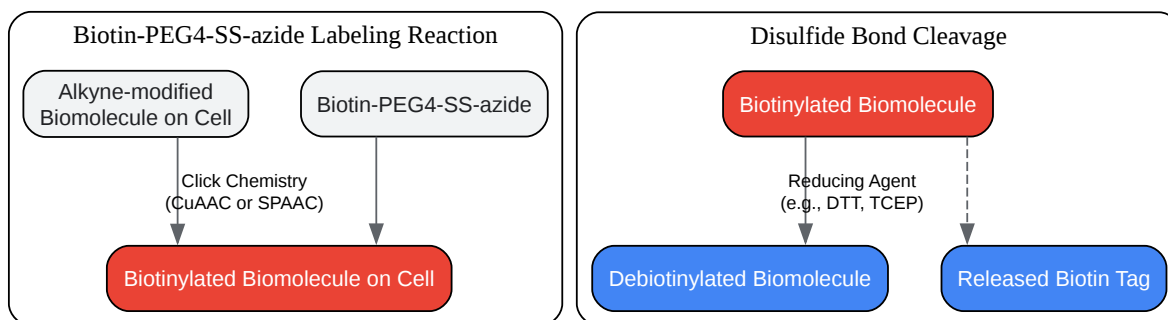 Biotin-PEG4-SS-azide Labeling Reaction
Alkyne-modified
Biomolecule on Cell
Biotin-PEG4-SS-azide
Click Chemistry
(CuAAC or SPAAC)
Biotinylated Biomolecule on Cell
Disulfide Bond Cleavage
Biotinylated Biomolecule
Reducing Agent
(e.g., DTT, TCEP)
Debiotinylated Biomolecule
Released Biotin Tag